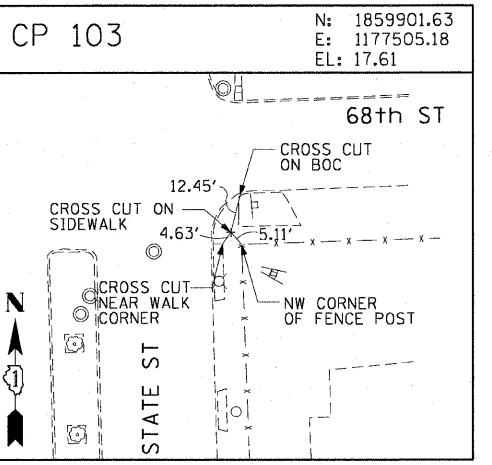 CP 103
N: 1859901.63
E: 1177505.18
EL: 17.61
68th ST
CROSS CUT
ON BOC
12.45'
CROSS CUT ON
SIDEWALK
4.63'
5.11'
CROSS CUT
NEAR WALK
CORNER
NW CORNER
OF FENCE POST
N
1
STATE ST